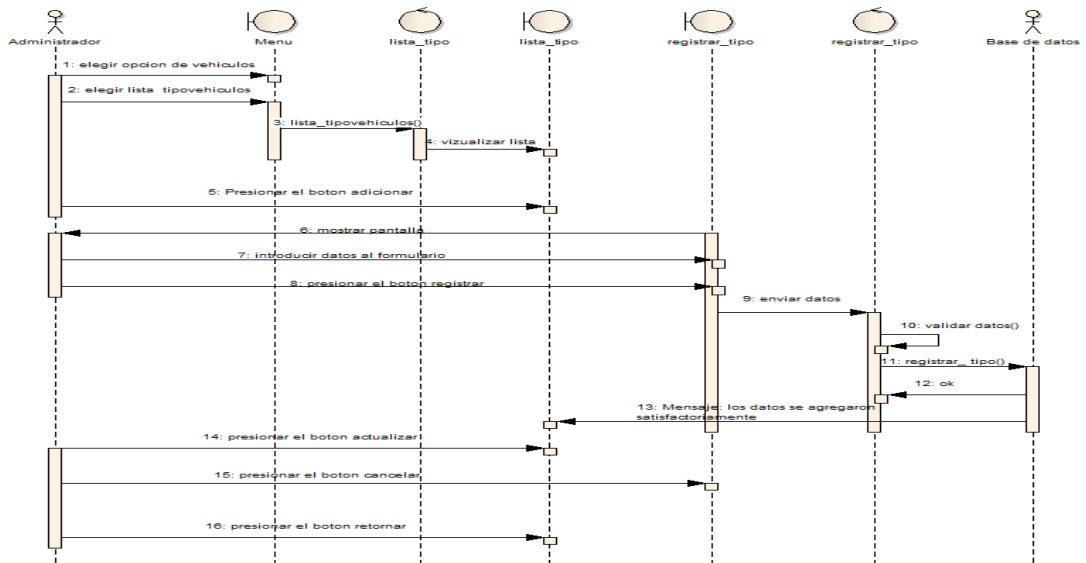 Administrador
Menu
lista_tipo
lista_tipo
registrar_tipo
registrar_tipo
Base de datos
1: elegir opcion de vehiculos
2: elegir lista tipovehiculos
3: lista_tipovehiculos()
4: vizualizar lista
5: Presionar el boton adicionar
6: mostrar pantalla
7: introducir datos al formulario
8: presionar el boton registrar
9: enviar datos
10: validar datos()
11: registrar_ tipo()
12: ok
13: Mensaje: los datos se agregaron
satisfactoriamente
14: presionar el boton actualizar
15: presionar el boton cancelar
16: presionar el boton retornar